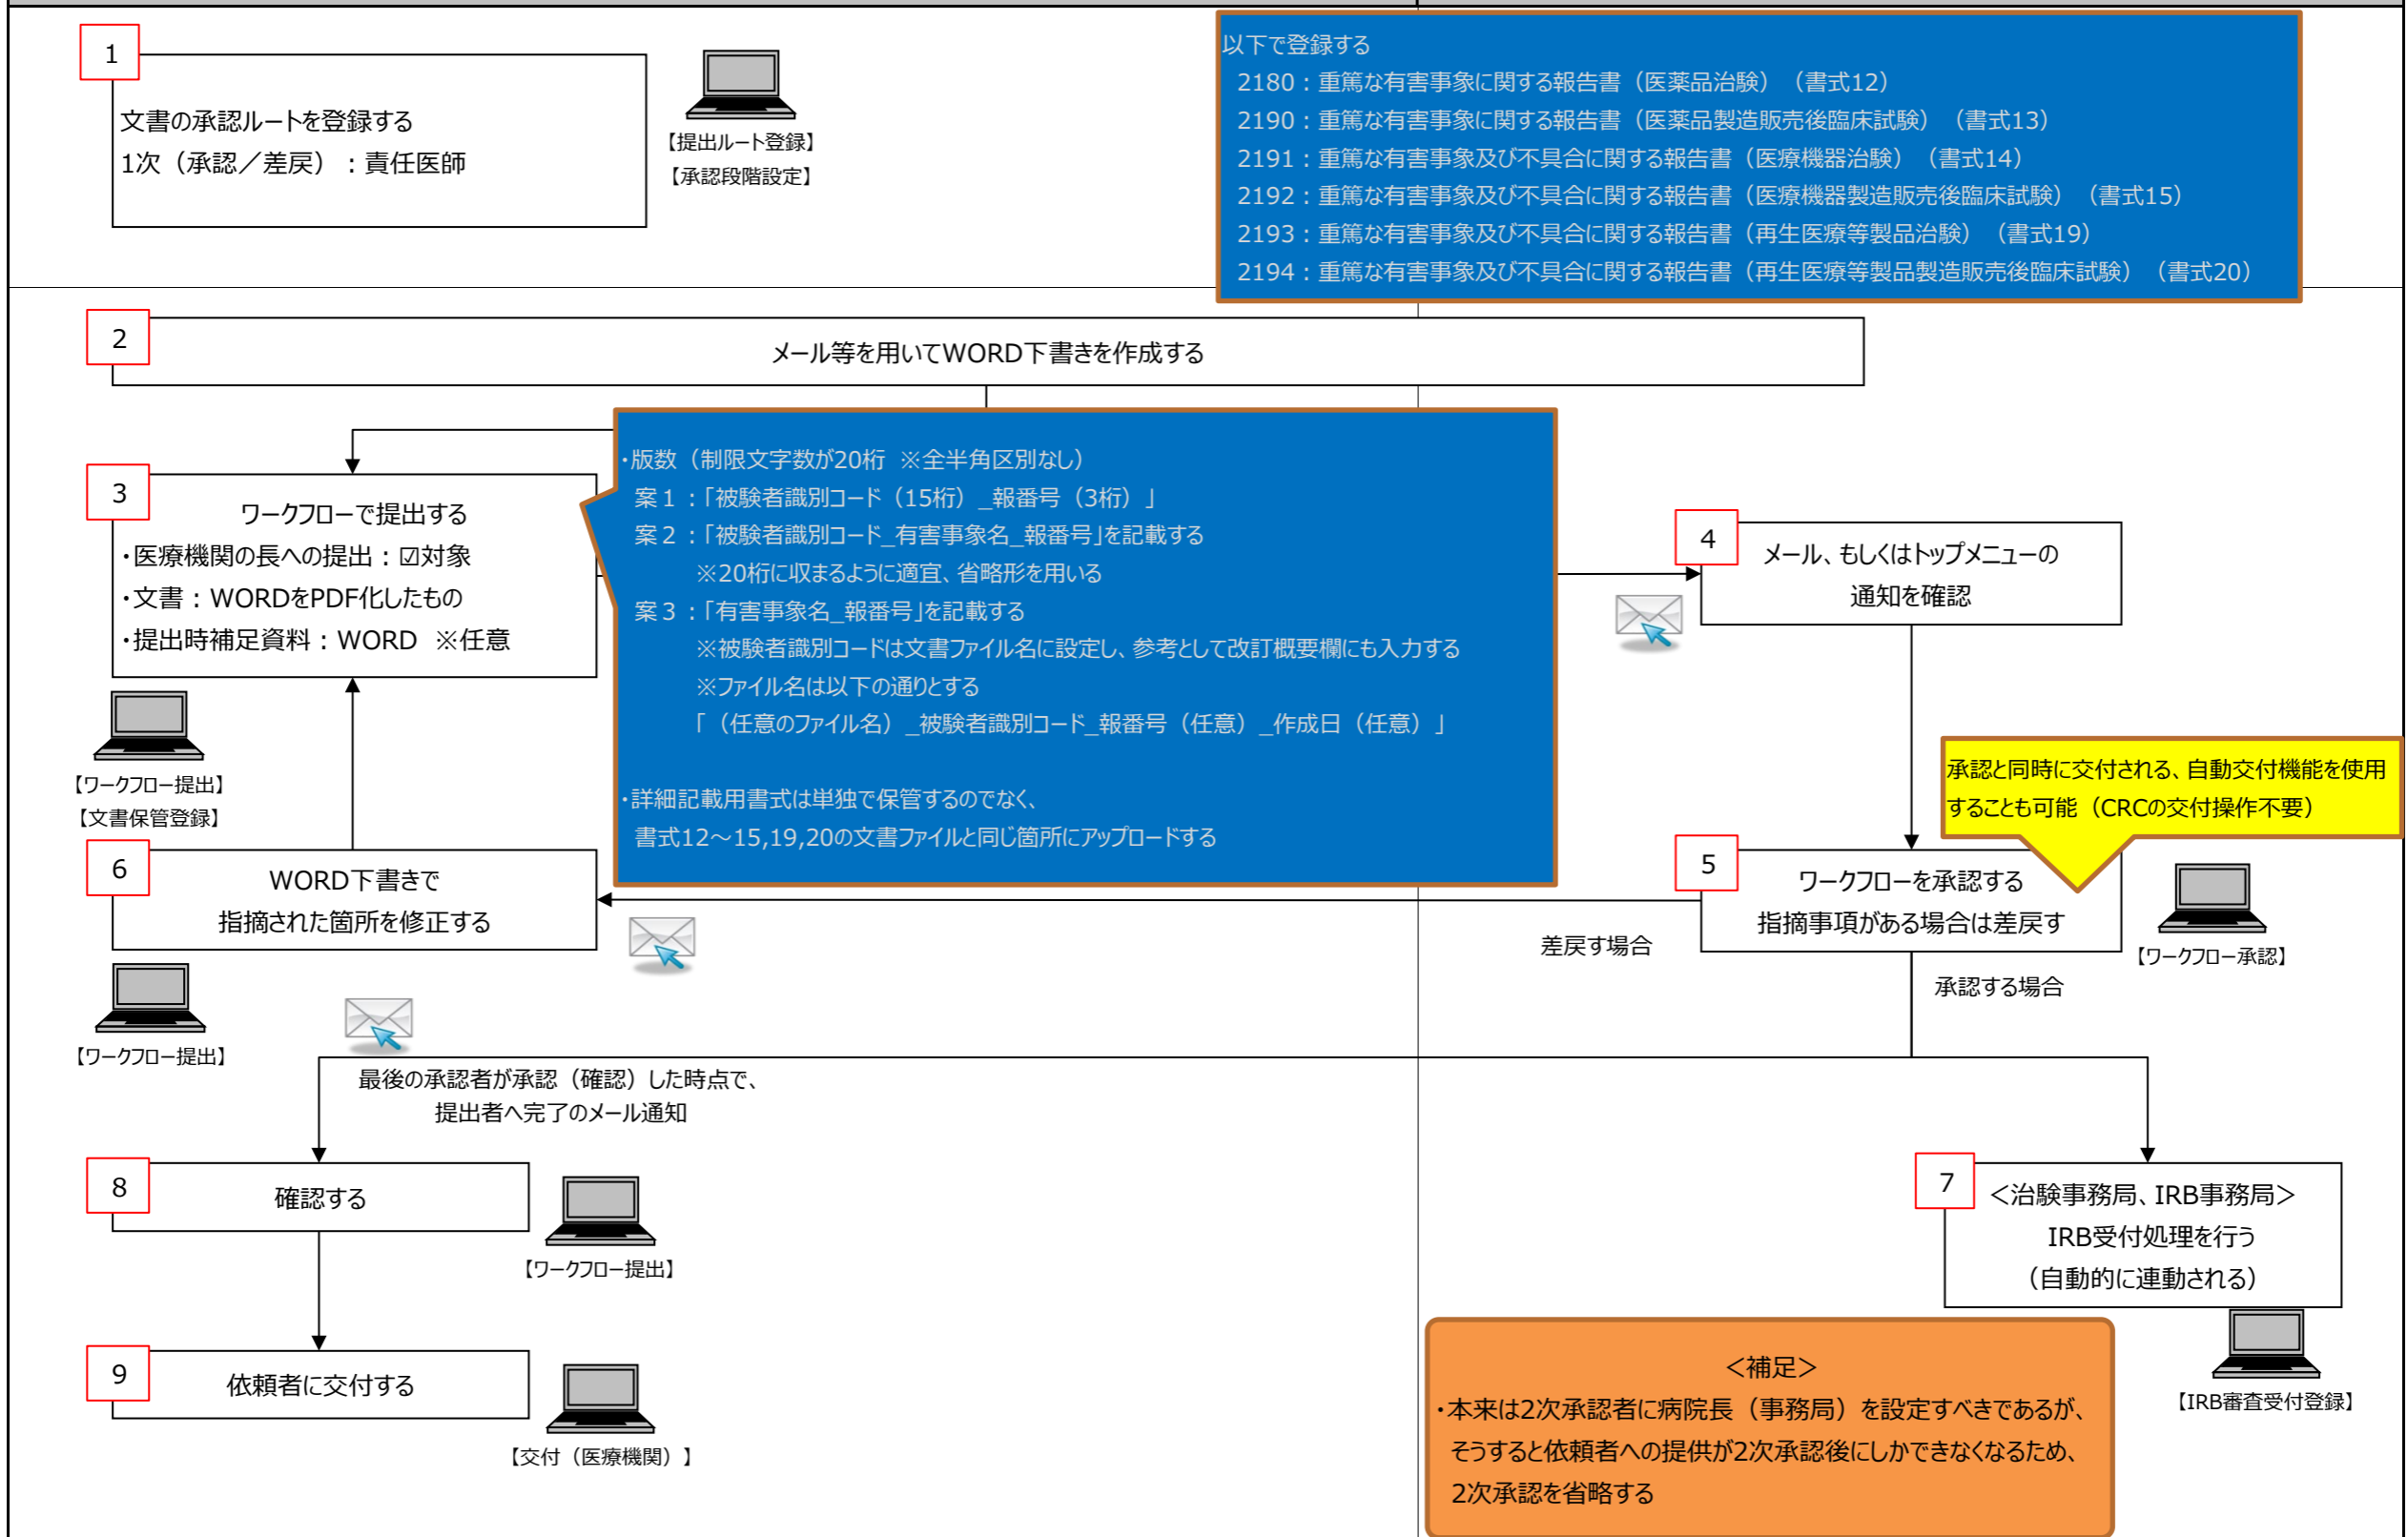 1
文書の承認ルートを登録する
1次（承認／差戻）：責任医師
【提出ルート登録】
【承認段階設定】
以下で登録する
2180：重篤な有害事象に関する報告書（医薬品治験）（書式12）
2190：重篤な有害事象に関する報告書（医薬品製造販売後臨床試験）（書式13）
2191：重篤な有害事象及び不具合に関する報告書（医療機器治験）（書式14）
2192：重篤な有害事象及び不具合に関する報告書（医療機器製造販売後臨床試験）（書式15）
2193：重篤な有害事象及び不具合に関する報告書（再生医療等製品治験）（書式19）
2194：重篤な有害事象及び不具合に関する報告書（再生医療等製品製造販売後臨床試験）（書式20）
2
メール等を用いてWORD下書きを作成する
3
ワークフローで提出する
・医療機関の長への提出：☑対象
・文書：WORDをPDF化したもの
・提出時補足資料：WORD ※任意
【ワークフロー提出】
【文書保管登録】
・版数（制限文字数が20桁 ※全半角区別なし）
案１：「被験者識別コード（15桁）_報番号（3桁）」
案２：「被験者識別コード_有害事象名_報番号」を記載する
※20桁に収まるように適宜、省略形を用いる
案３：「有害事象名_報番号」を記載する
※被験者識別コードは文書ファイル名に設定し、参考として改訂概要欄にも入力する
※ファイル名は以下の通りとする
「（任意のファイル名）_被験者識別コード_報番号（任意）_作成日（任意）」
・詳細記載用書式は単独で保管するのでなく、
書式12～15,19,20の文書ファイルと同じ箇所にアップロードする
4
メール、もしくはトップメニューの
通知を確認
承認と同時に交付される、自動交付機能を使用
することも可能（CRCの交付操作不要）
5
ワークフローを承認する
指摘事項がある場合は差戻す
【ワークフロー承認】
差戻す場合
承認する場合
6
WORD下書きで
指摘された箇所を修正する
【ワークフロー提出】
最後の承認者が承認（確認）した時点で、
提出者へ完了のメール通知
7
＜治験事務局、IRB事務局＞
IRB受付処理を行う
（自動的に連動される）
【IRB審査受付登録】
8
確認する
【ワークフロー提出】
9
依頼者に交付する
【交付（医療機関）】
＜補足＞
・本来は2次承認者に病院長（事務局）を設定すべきであるが、
そうすると依頼者への提供が2次承認後にしかできなくなるため、
2次承認を省略する